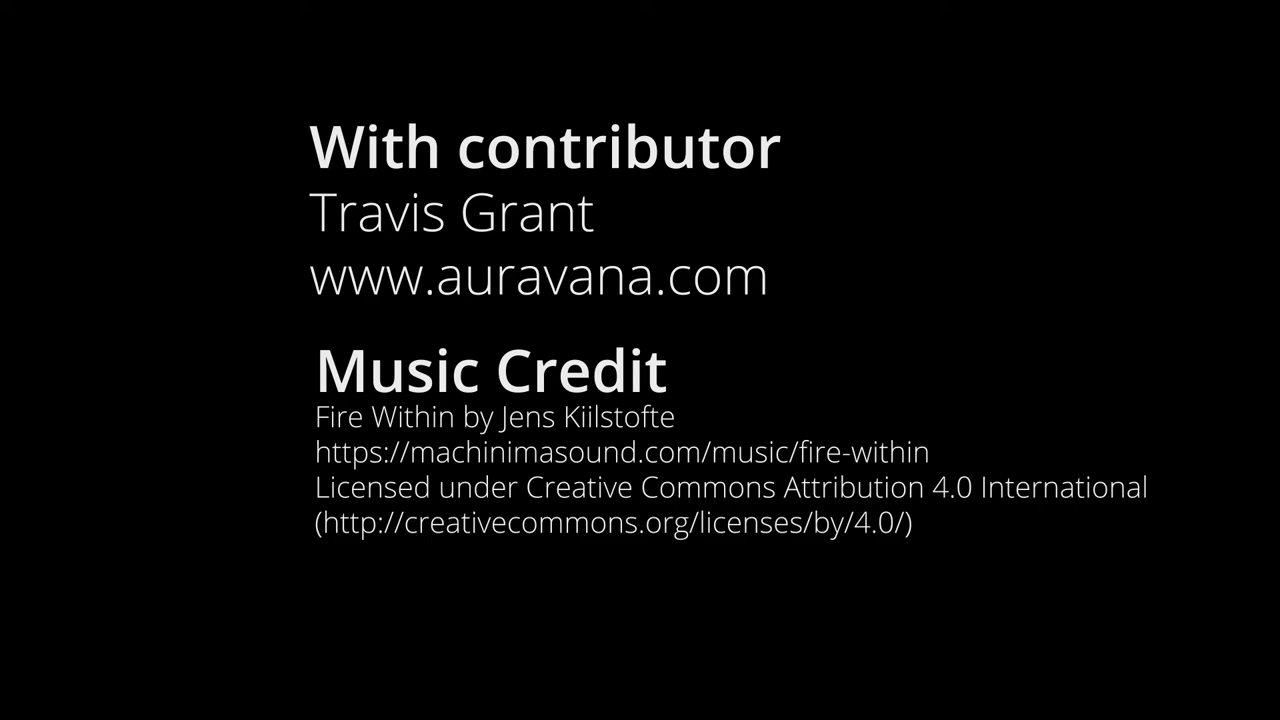 With contributor
Travis Grant
www.auravana.com
Music Credit
Fire Within by Jens Kiilstofte
https://machinimasound.com/music/fire-within
Licensed under Creative Commons Attribution 4.0 International
(http://creativecommons.org/licenses/by/4.0/)